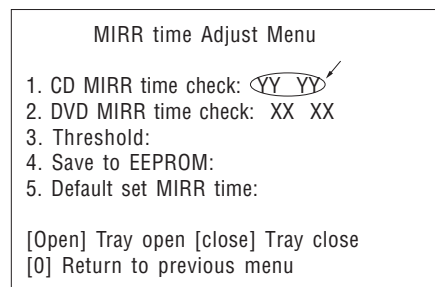 MIRR time Adjust Menu
1. CD MIRR time check: YY YY
2. DVD MIRR time check: XX XX
3. Threshold:
4. Save to EEPROM:
5. Default set MIRR time:
[Open] Tray open [close] Tray close
[0] Return to previous menu